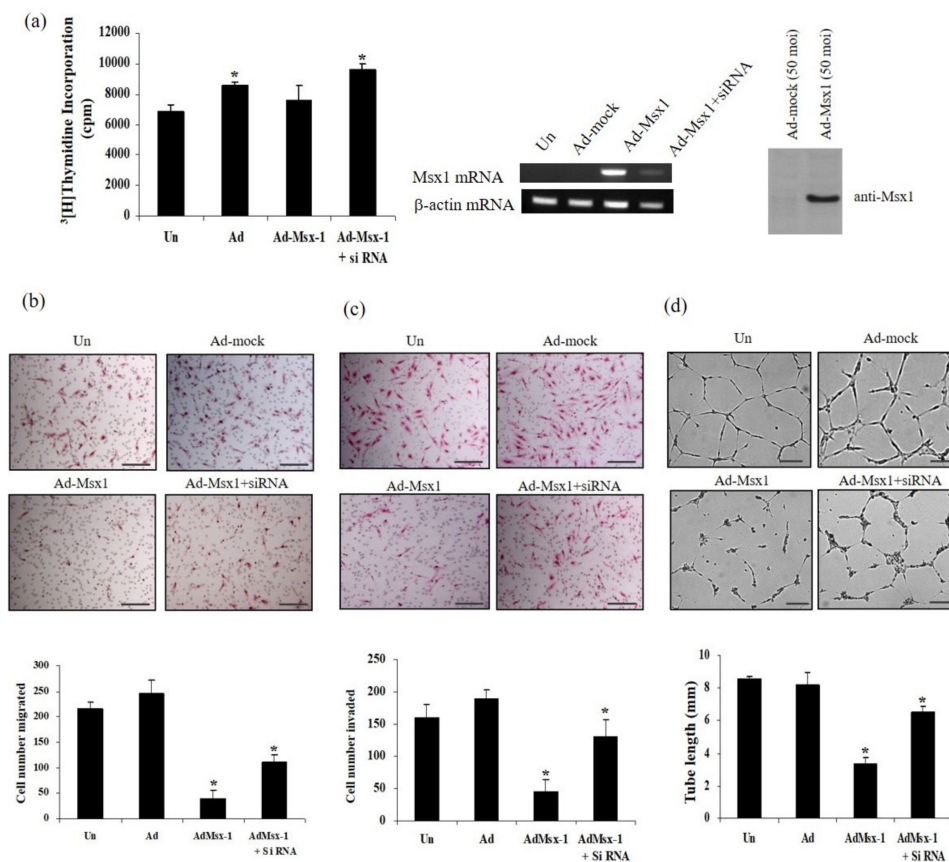 (a)
³[H]Thymidine Incorporation
(cpm)
12000
10000
8000
6000
4000
2000
0
*
*
Un
Ad
Ad-Msx-1
Ad-Msx-1
+ si RNA
Un
Ad-mock
Ad-Msx1
Ad-Msx1+siRNA
Msx1 mRNA
β-actin mRNA
Ad-mock (50 moi)
Ad-Msx1 (50 moi)
anti-Msx1
(b)
Un
Ad-mock
Ad-Msx1
Ad-Msx1+siRNA
Cell number migrated
300
250
200
150
100
50
0
*
*
Un
Ad
AdMsx-1
AdMsx-1
+ Si RNA
(c)
Un
Ad-mock
Ad-Msx1
Ad-Msx1+siRNA
Cell number invaded
250
200
150
100
50
0
*
*
Un
Ad
AdMsx-1
AdMsx-1
+ Si RNA
(d)
Un
Ad-mock
Ad-Msx1
Ad-Msx1+siRNA
Tube length (mm)
10
8
6
4
2
0
*
*
Un
Ad
AdMsx-1
AdMsx-1
+ Si RNA